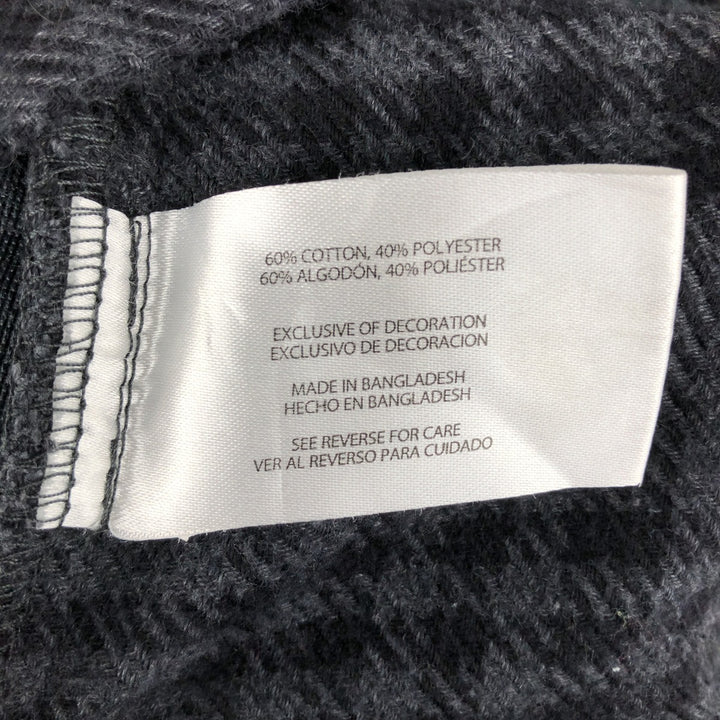 60% COTTON, 40% POLYESTER
60% ALGODÓN, 40% POLIÉSTER
EXCLUSIVE OF DECORATION
EXCLUSIVO DE DECORACION
MADE IN BANGLADESH
HECHO EN BANGLADESH
SEE REVERSE FOR CARE
VER AL REVERSO PARA CUIDADO